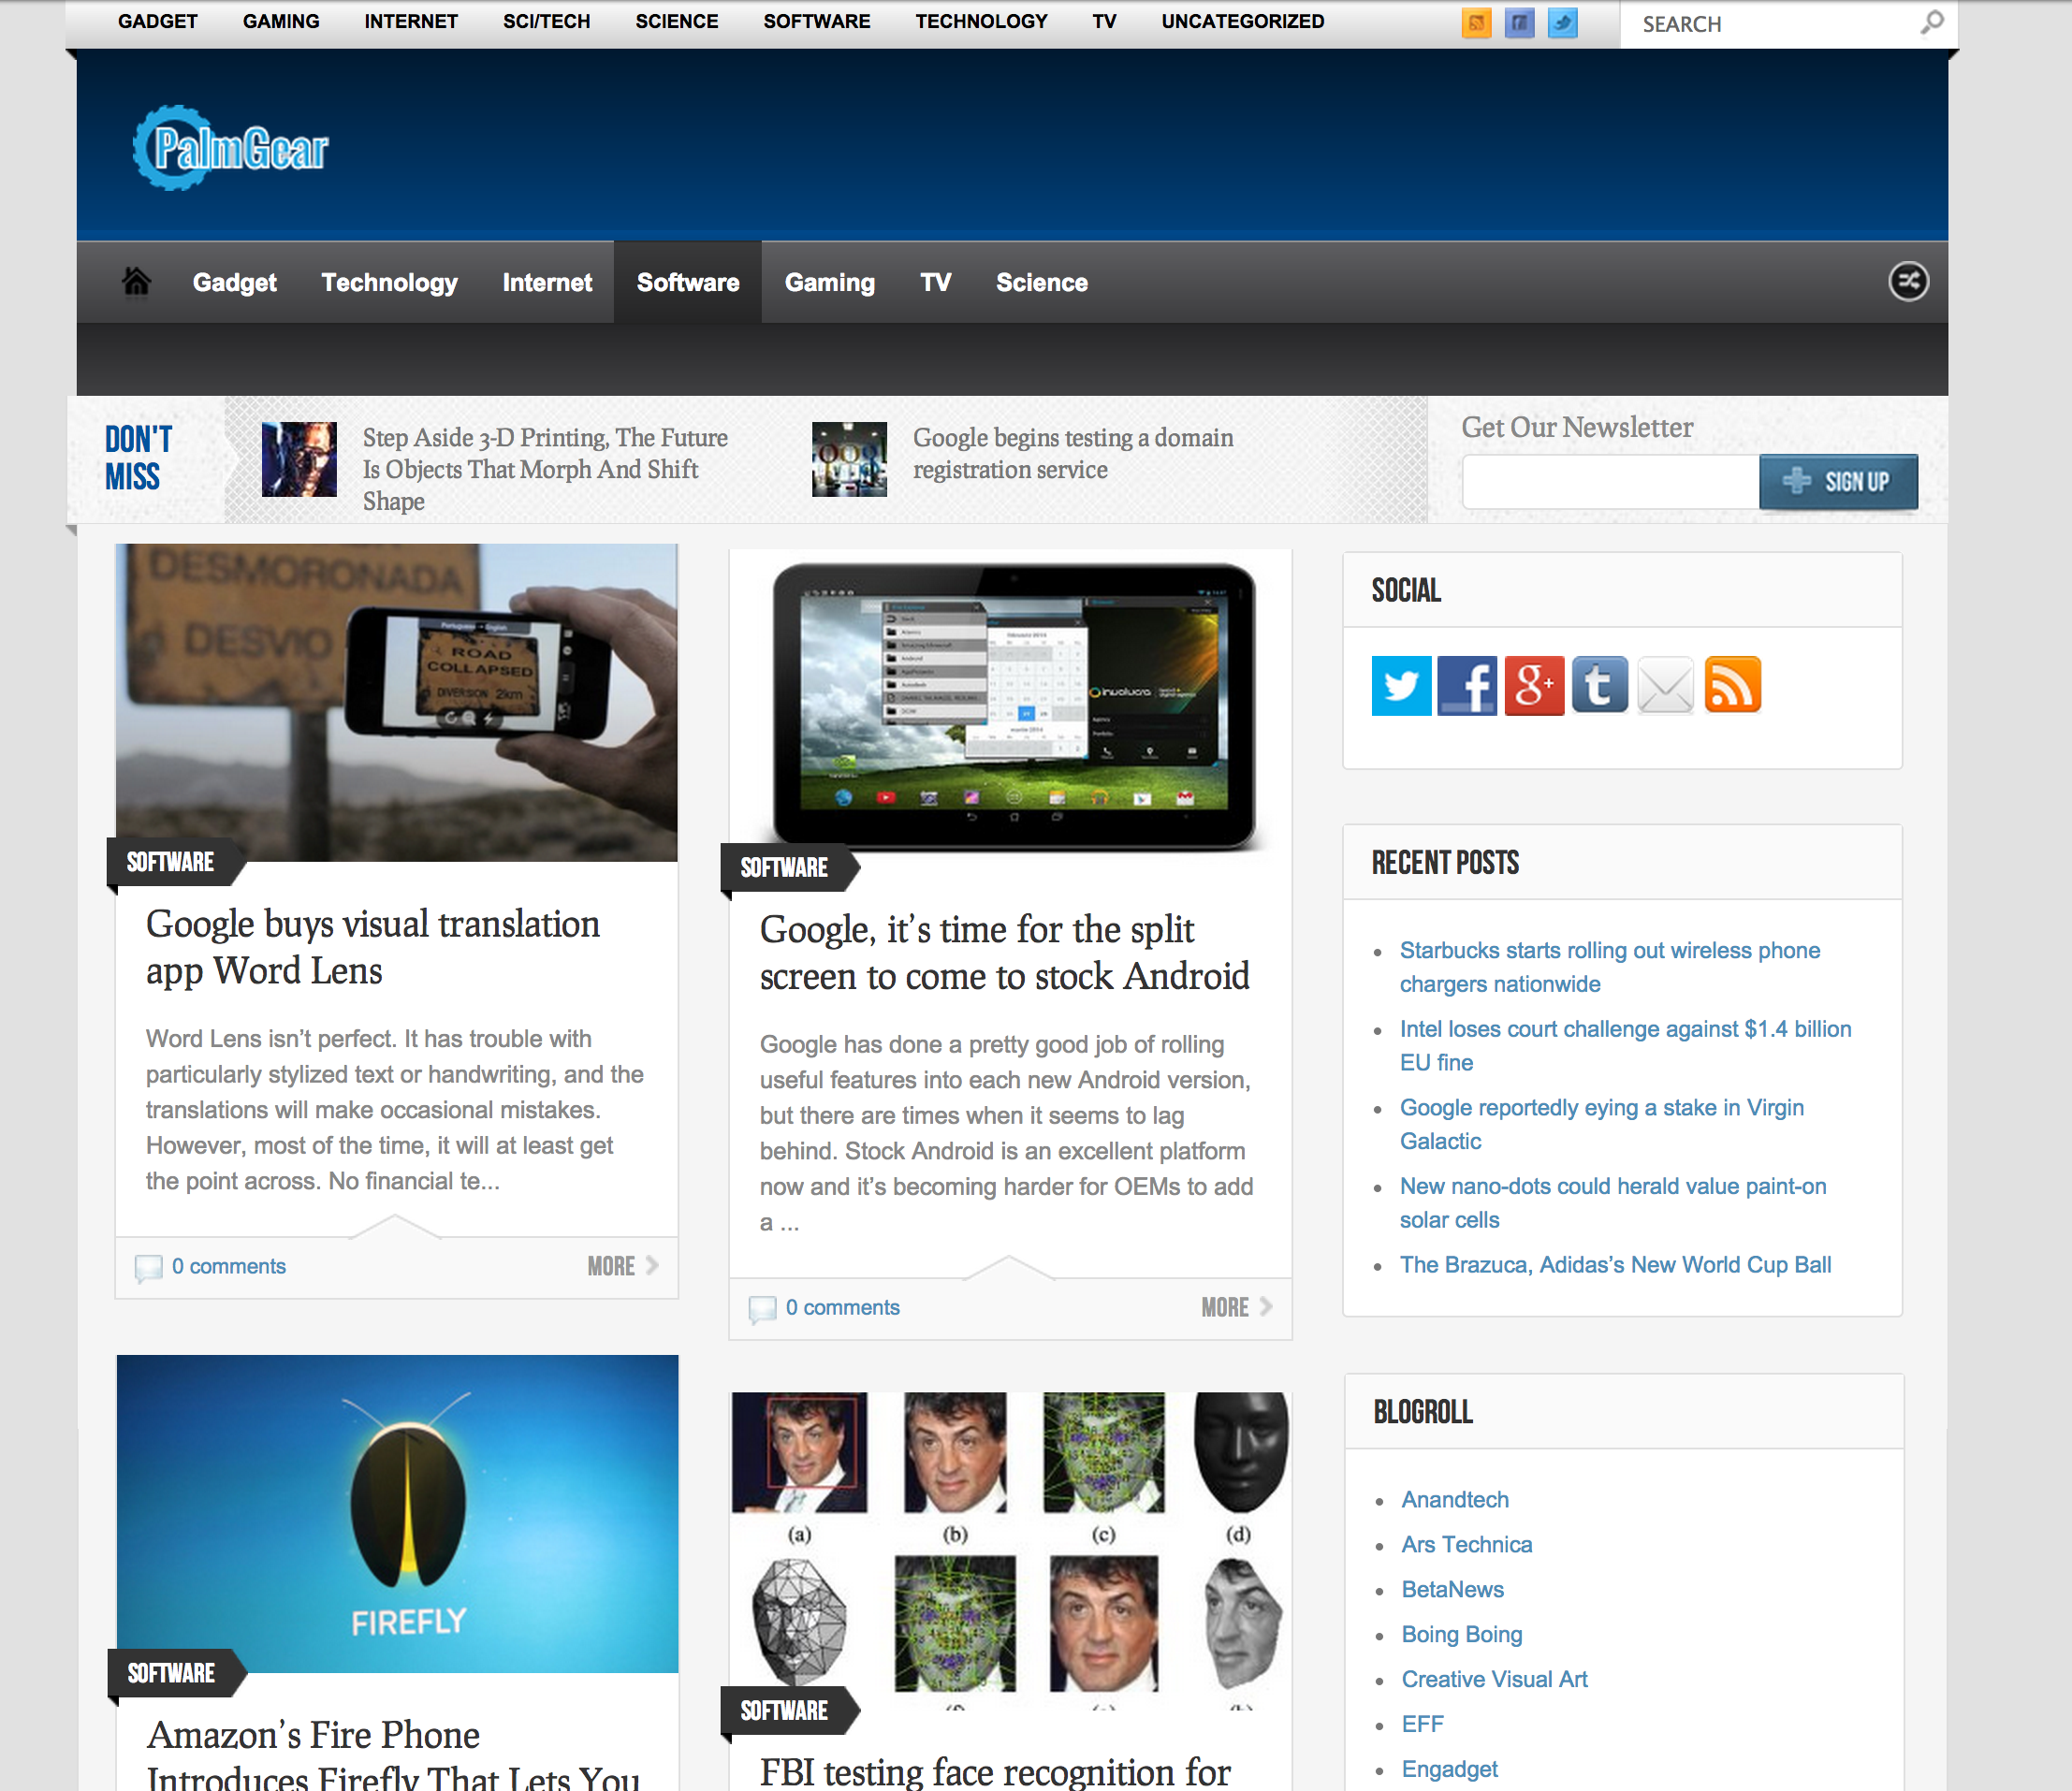 GADGET GAMING INTERNET SCI/TECH SCIENCE SOFTWARE TECHNOLOGY TV UNCATEGORIZED
SEARCH
PalmGear
Gadget Technology Internet Software Gaming TV Science
DON'T
MISS
Step Aside 3-D Printing, The Future
Is Objects That Morph And Shift
Shape
Google begins testing a domain
registration service
Get Our Newsletter
SIGN UP
DESMORONADA
DESVIO
Portuguese English
ROAD
COLLAPSED
DIVERSION 2km
SOFTWARE
Google buys visual translation
app Word Lens
Word Lens isn’t perfect. It has trouble with
particularly stylized text or handwriting, and the
translations will make occasional mistakes.
However, most of the time, it will at least get
the point across. No financial te...
0 comments
MORE
involucra
SOFTWARE
Google, it’s time for the split
screen to come to stock Android
Google has done a pretty good job of rolling
useful features into each new Android version,
but there are times when it seems to lag
behind. Stock Android is an excellent platform
now and it’s becoming harder for OEMs to add
a ...
0 comments
MORE
FIREFLY
SOFTWARE
Amazon’s Fire Phone
Introduces Firefly That Lets You
(a) (b) (c) (d)
SOFTWARE
FBI testing face recognition for
SOCIAL
RECENT POSTS
Starbucks starts rolling out wireless phone
chargers nationwide
Intel loses court challenge against $1.4 billion
EU fine
Google reportedly eying a stake in Virgin
Galactic
New nano-dots could herald value paint-on
solar cells
The Brazuca, Adidas’s New World Cup Ball
BLOGROLL
Anandtech
Ars Technica
BetaNews
Boing Boing
Creative Visual Art
EFF
Engadget